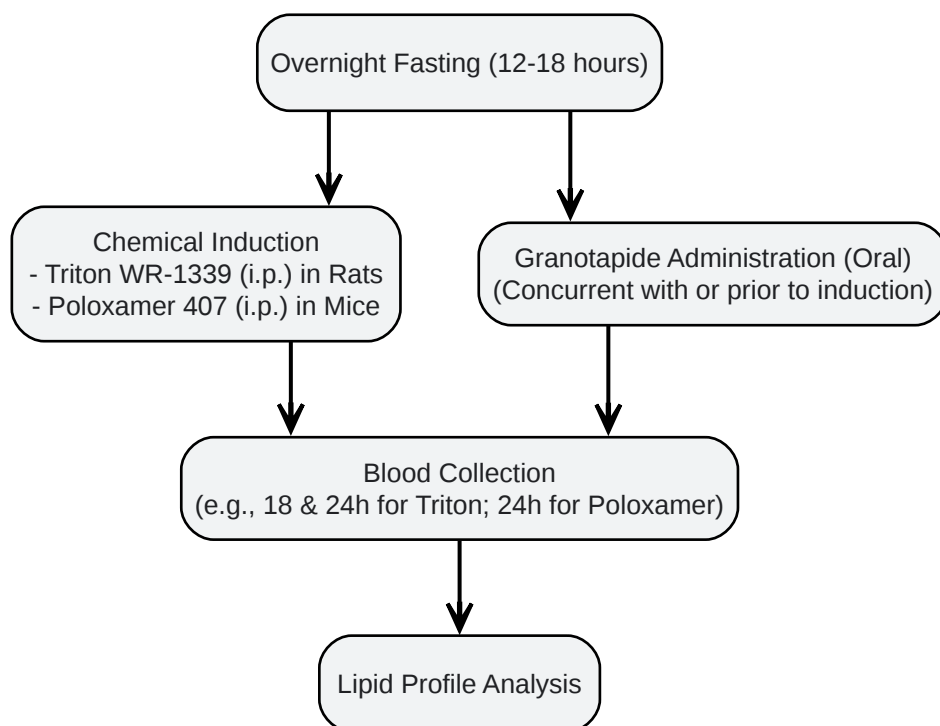 Overnight Fasting (12-18 hours)
Chemical Induction
- Triton WR-1339 (i.p.) in Rats
- Poloxamer 407 (i.p.) in Mice
Granotapide Administration (Oral)
(Concurrent with or prior to induction)
Blood Collection
(e.g., 18 & 24h for Triton; 24h for Poloxamer)
Lipid Profile Analysis